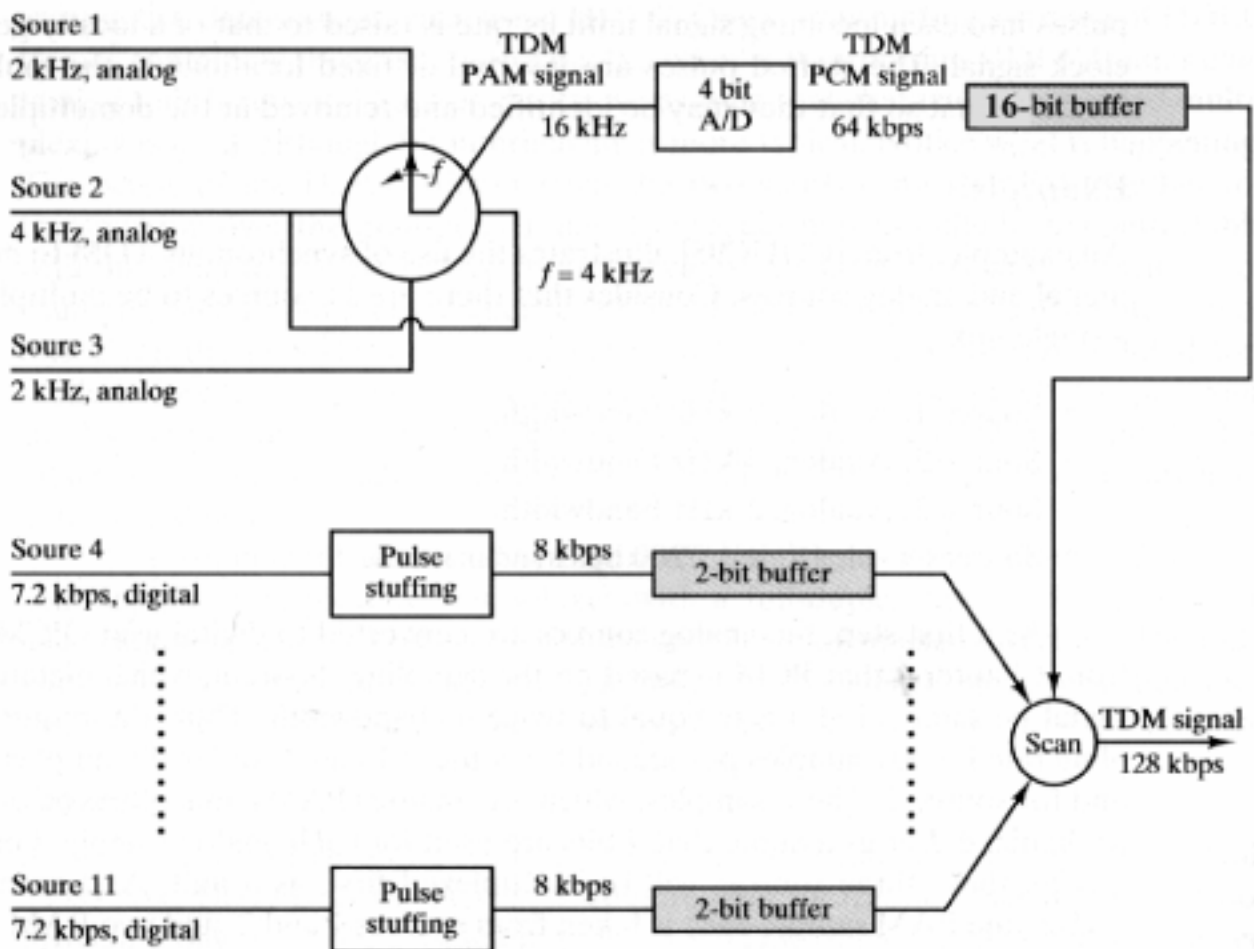 Soure 1
2 kHz, analog
TDM
PAM signal
16 kHz
4 bit
A/D
TDM
PCM signal
64 kbps
16-bit buffer
f
Soure 2
4 kHz, analog
f = 4 kHz
Soure 3
2 kHz, analog
Soure 4
7.2 kbps, digital
Pulse
stuffing
8 kbps
2-bit buffer
Scan
TDM signal
128 kbps
Soure 11
7.2 kbps, digital
Pulse
stuffing
8 kbps
2-bit buffer